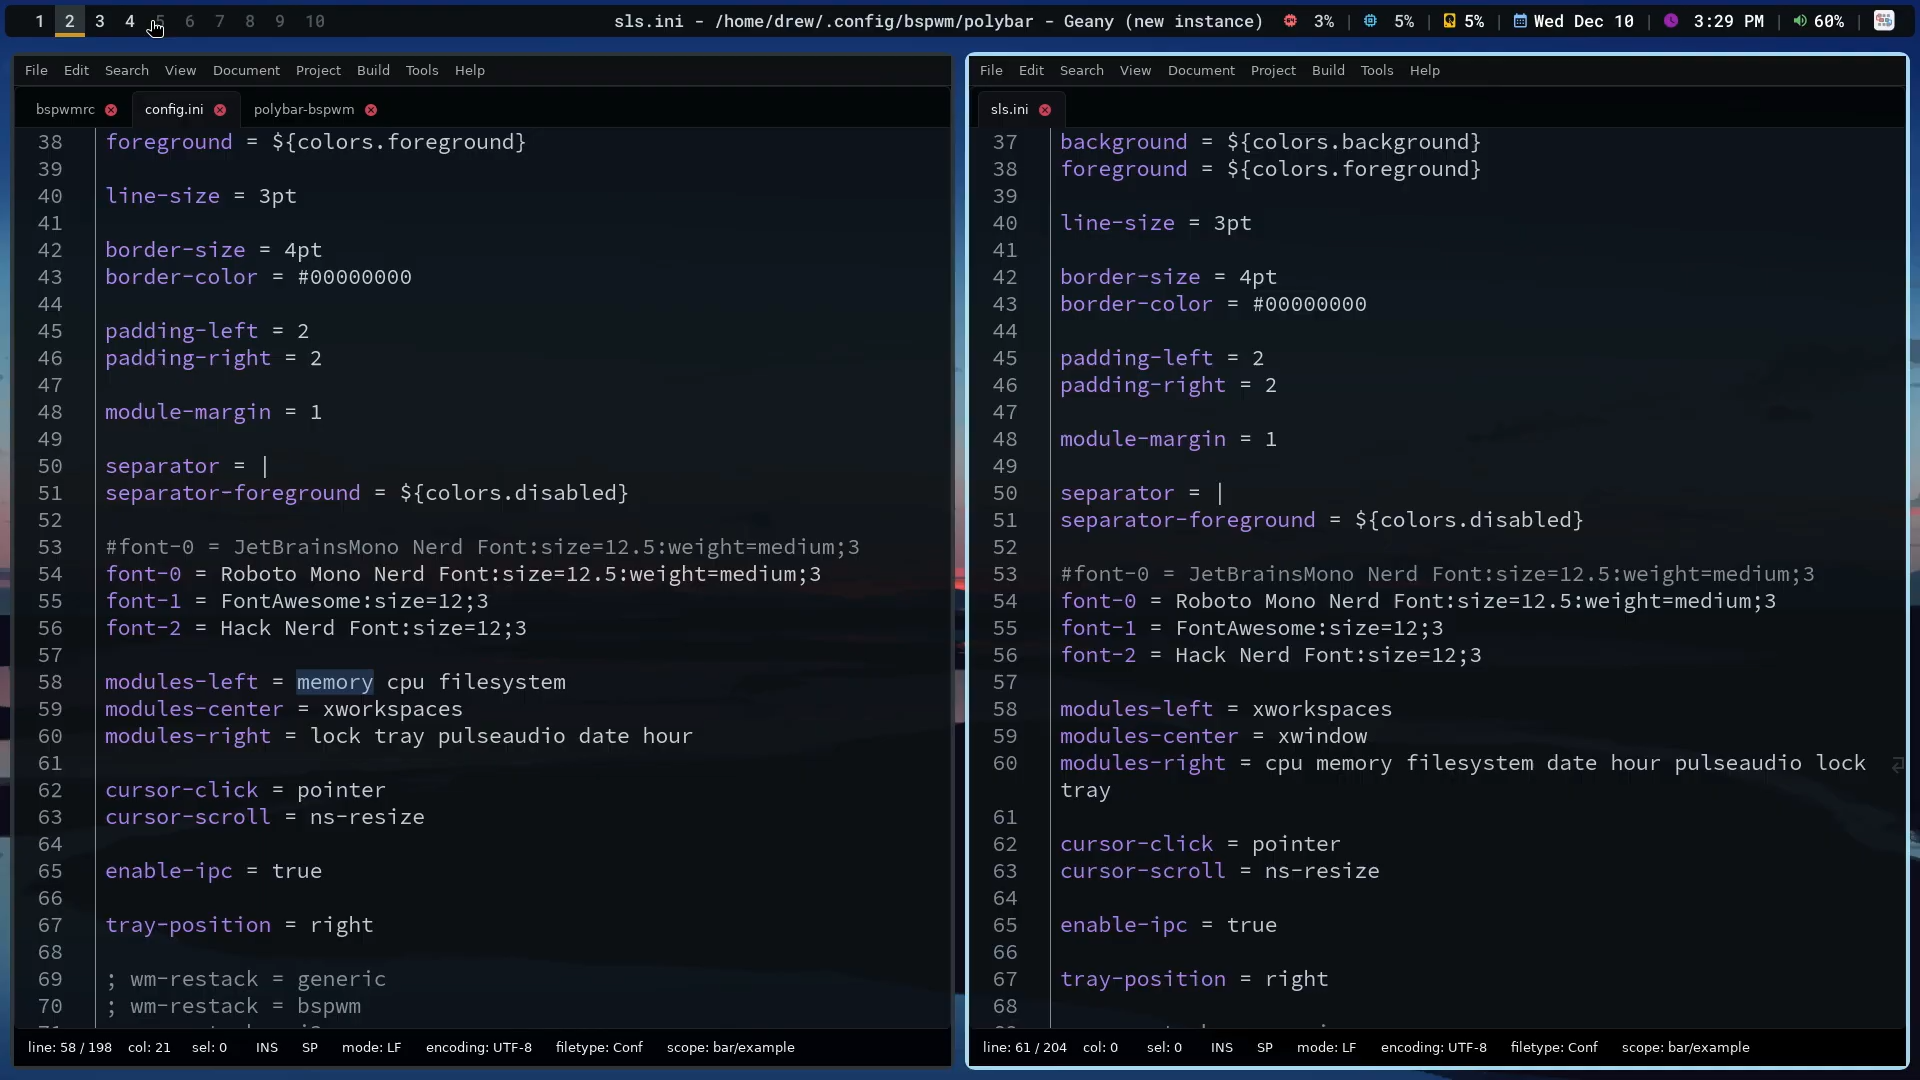 1 2 3 4 5 6 7 8 9 10 sls.ini - /home/drew/.config/bspwm/polybar - Geany (new instance) 3% | 5% | 5% | Wed Dec 10 | 3:29 PM | 60% |
File Edit Search View Document Project Build Tools Help
bspwmrc config.ini polybar-bspwm
38 foreground = ${colors.foreground}
39
40 line-size = 3pt
41
42 border-size = 4pt
43 border-color = #00000000
44
45 padding-left = 2
46 padding-right = 2
47
48 module-margin = 1
49
50 separator = |
51 separator-foreground = ${colors.disabled}
52
53 #font-0 = JetBrainsMono Nerd Font:size=12.5:weight=medium;3
54 font-0 = Roboto Mono Nerd Font:size=12.5:weight=medium;3
55 font-1 = FontAwesome:size=12;3
56 font-2 = Hack Nerd Font:size=12;3
57
58 modules-left = memory cpu filesystem
59 modules-center = xworkspaces
60 modules-right = lock tray pulseaudio date hour
61
62 cursor-click = pointer
63 cursor-scroll = ns-resize
64
65 enable-ipc = true
66
67 tray-position = right
68
69 ; wm-restack = generic
70 ; wm-restack = bspwm
line: 58 / 198 col: 21 sel: 0 INS SP mode: LF encoding: UTF-8 filetype: Conf scope: bar/example
File Edit Search View Document Project Build Tools Help
sls.ini
37 background = ${colors.background}
38 foreground = ${colors.foreground}
39
40 line-size = 3pt
41
42 border-size = 4pt
43 border-color = #00000000
44
45 padding-left = 2
46 padding-right = 2
47
48 module-margin = 1
49
50 separator = |
51 separator-foreground = ${colors.disabled}
52
53 #font-0 = JetBrainsMono Nerd Font:size=12.5:weight=medium;3
54 font-0 = Roboto Mono Nerd Font:size=12.5:weight=medium;3
55 font-1 = FontAwesome:size=12;3
56 font-2 = Hack Nerd Font:size=12;3
57
58 modules-left = xworkspaces
59 modules-center = xwindow
60 modules-right = cpu memory filesystem date hour pulseaudio lock
tray
61
62 cursor-click = pointer
63 cursor-scroll = ns-resize
64
65 enable-ipc = true
66
67 tray-position = right
68
line: 61 / 204 col: 0 sel: 0 INS SP mode: LF encoding: UTF-8 filetype: Conf scope: bar/example